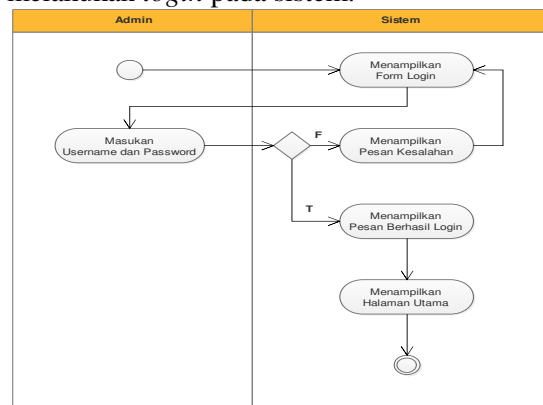 Admin
Sistem
Menampilkan
Form Login
Masukan
Username dan Password
F
Menampilkan
Pesan Kesalahan
T
Menampilkan
Pesan Berhasil Login
Menampilkan
Halaman Utama